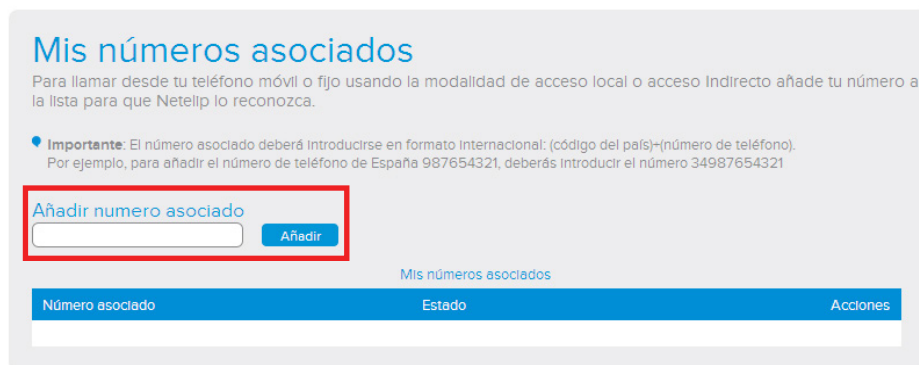 Mis números asociados
Para llamar desde tu teléfono móvil o fijo usando la modalidad de acceso local o acceso Indirecto añade tu número a
la lista para que Netelip lo reconozca.
Importante: El número asociado deberá introducirse en formato internacional: (código del país)+(número de teléfono).
Por ejemplo, para añadir el número de teléfono de España 987654321, deberás introducir el número 34987654321
Añadir numero asociado
Añadir
Mis números asociados
Número asociado Estado Acciones